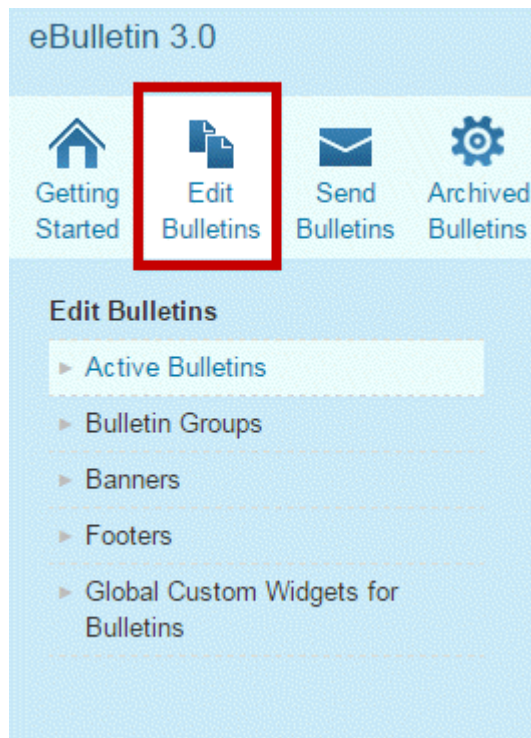 eBulletin 3.0
Getting Started
Edit Bulletins
Send Bulletins
Archived Bulletins
Edit Bulletins
Active Bulletins
Bulletin Groups
Banners
Footers
Global Custom Widgets for
Bulletins